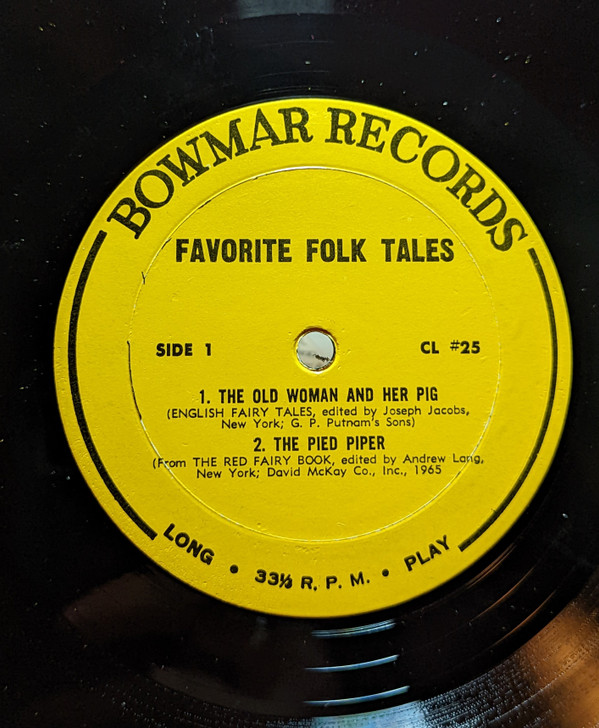 BOWMAR RECORDS
FAVORITE FOLK TALES
SIDE 1
CL #25
1. THE OLD WOMAN AND HER PIG
(ENGLISH FAIRY TALES, edited by Joseph Jacobs,
New York; G. P. Putnam's Sons)
2. THE PIED PIPER
(From THE RED FAIRY BOOK, edited by Andrew Lang,
New York; David McKay Co., Inc., 1965
LONG • 33⅓ R. P. M. • PLAY